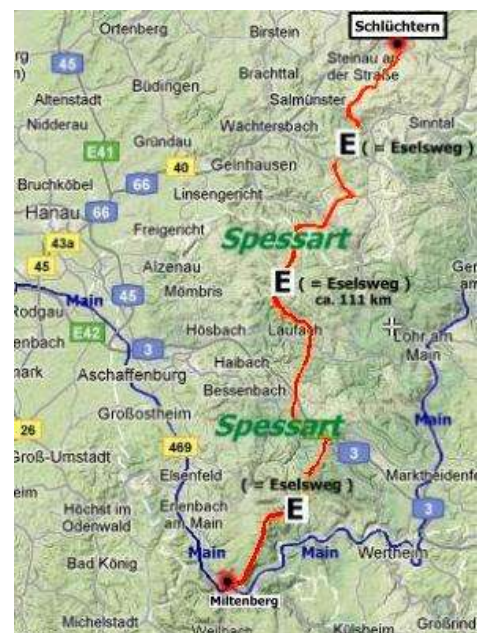 Schlüchtern
Ortenberg
Birstein
Steinau an
der Straße
45
Brachttal
Büdingen
Altenstadt
Salmünster
Nidderau
Wächtersbach
Sinntal
Gründau
E ( = Eselsweg )
E41
40
Gelnhausen
66
Bruchköbel
Linsengericht
Hanau
66
Freigericht
Spessart
43a
45
Alzenau
E ( = Eselsweg )
ca. 111 km
Main
45
Mömbris
Rodgau
E42
Hösbach
Laufach
Lohr am
Main
3
Haibach
Aschaffenburg
Bessenbach
Main
Großostheim
Spessart
26
469
3
Groß-Umstadt
Elsenfeld
( = Eselsweg )
Marktheidenfe
E
3
Höchst im
Odenwald
Erlenbach
am Main
Main
Main
Wertheim
Bad König
Miltenberg
Michelstadt
Weilbach
Külsheim
Großrind